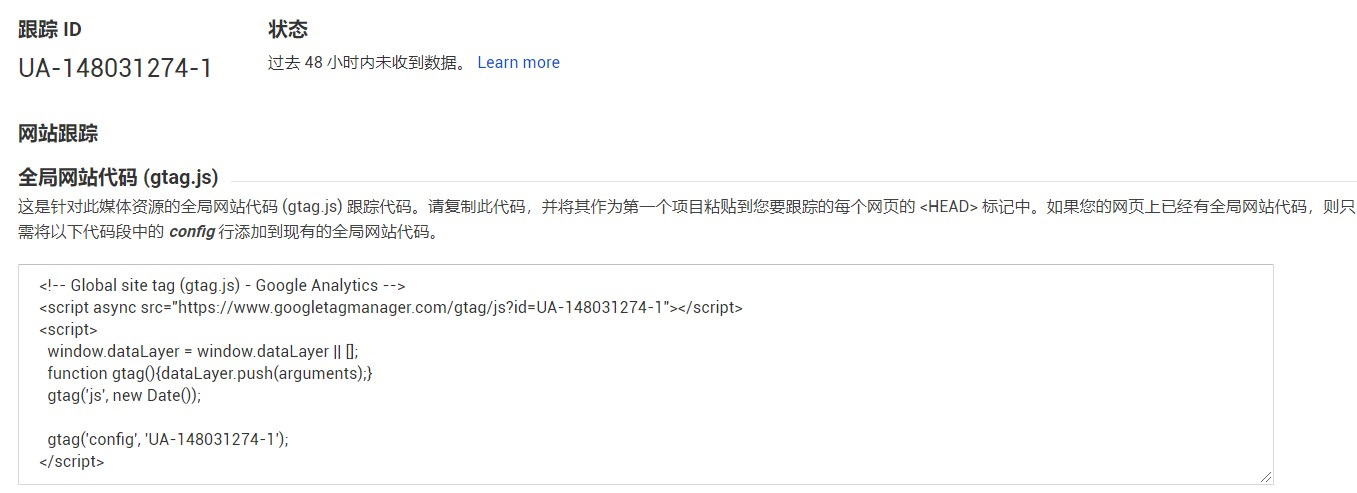 跟踪 ID
状态
UA-148031274-1
过去 48 小时内未收到数据。 Learn more
网站跟踪
全局网站代码 (gtag.js)
这是针对此媒体资源的全局网站代码 (gtag.js) 跟踪代码。请复制此代码，并将其作为第一个项目粘贴到您要跟踪的每个网页的 <HEAD> 标记中。如果您的网页上已经有全局网站代码，则只
需将以下代码段中的 config 行添加到现有的全局网站代码。
<!-- Global site tag (gtag.js) - Google Analytics -->
<script async src="https://www.googletagmanager.com/gtag/js?id=UA-148031274-1"></script>
<script>
  window.dataLayer = window.dataLayer || [];
  function gtag(){dataLayer.push(arguments);}
  gtag('js', new Date());
  gtag('config', 'UA-148031274-1');
</script>